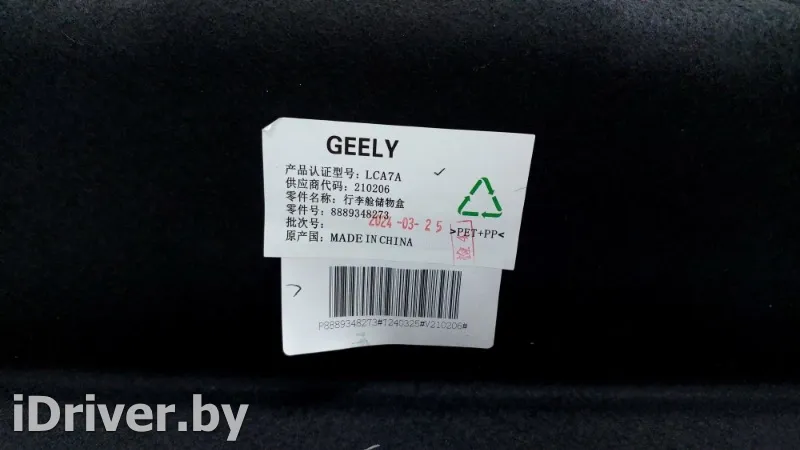 GEELY
产品认证型号: LCA7A
供应商代码: 210206
零件名称: 行李舱储物盒
零件号: 8889348273
批次号: 2024-03-25
>PET+PP<
原产国: MADE IN CHINA
P8889348273#T240325#V210206#
iDriver.by